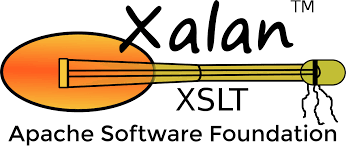 Xalan™
XSLT
Apache Software Foundation